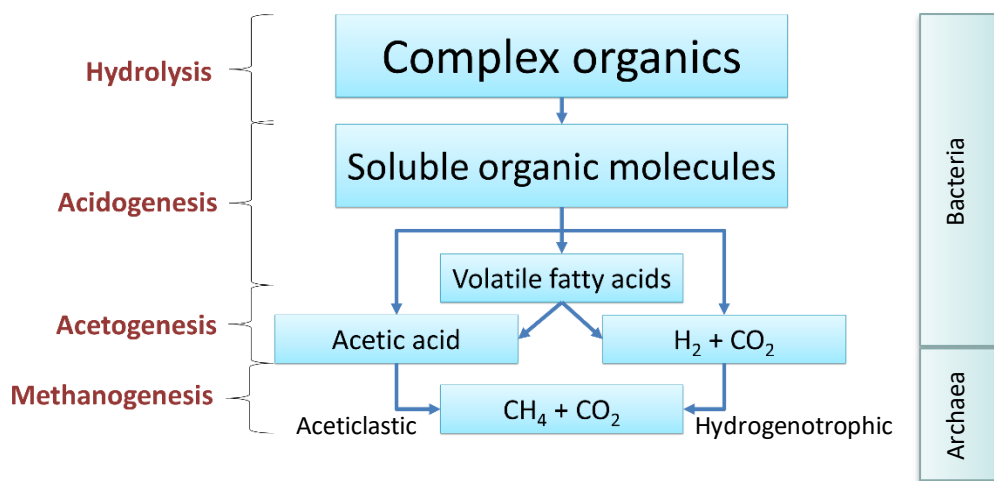 Complex organics
Hydrolysis
Soluble organic molecules
Acidogenesis
Volatile fatty acids
Acetogenesis
Acetic acid
H₂ + CO₂
Methanogenesis
CH₄ + CO₂
Aceticlastic
Hydrogenotrophic
Bacteria
Archaea